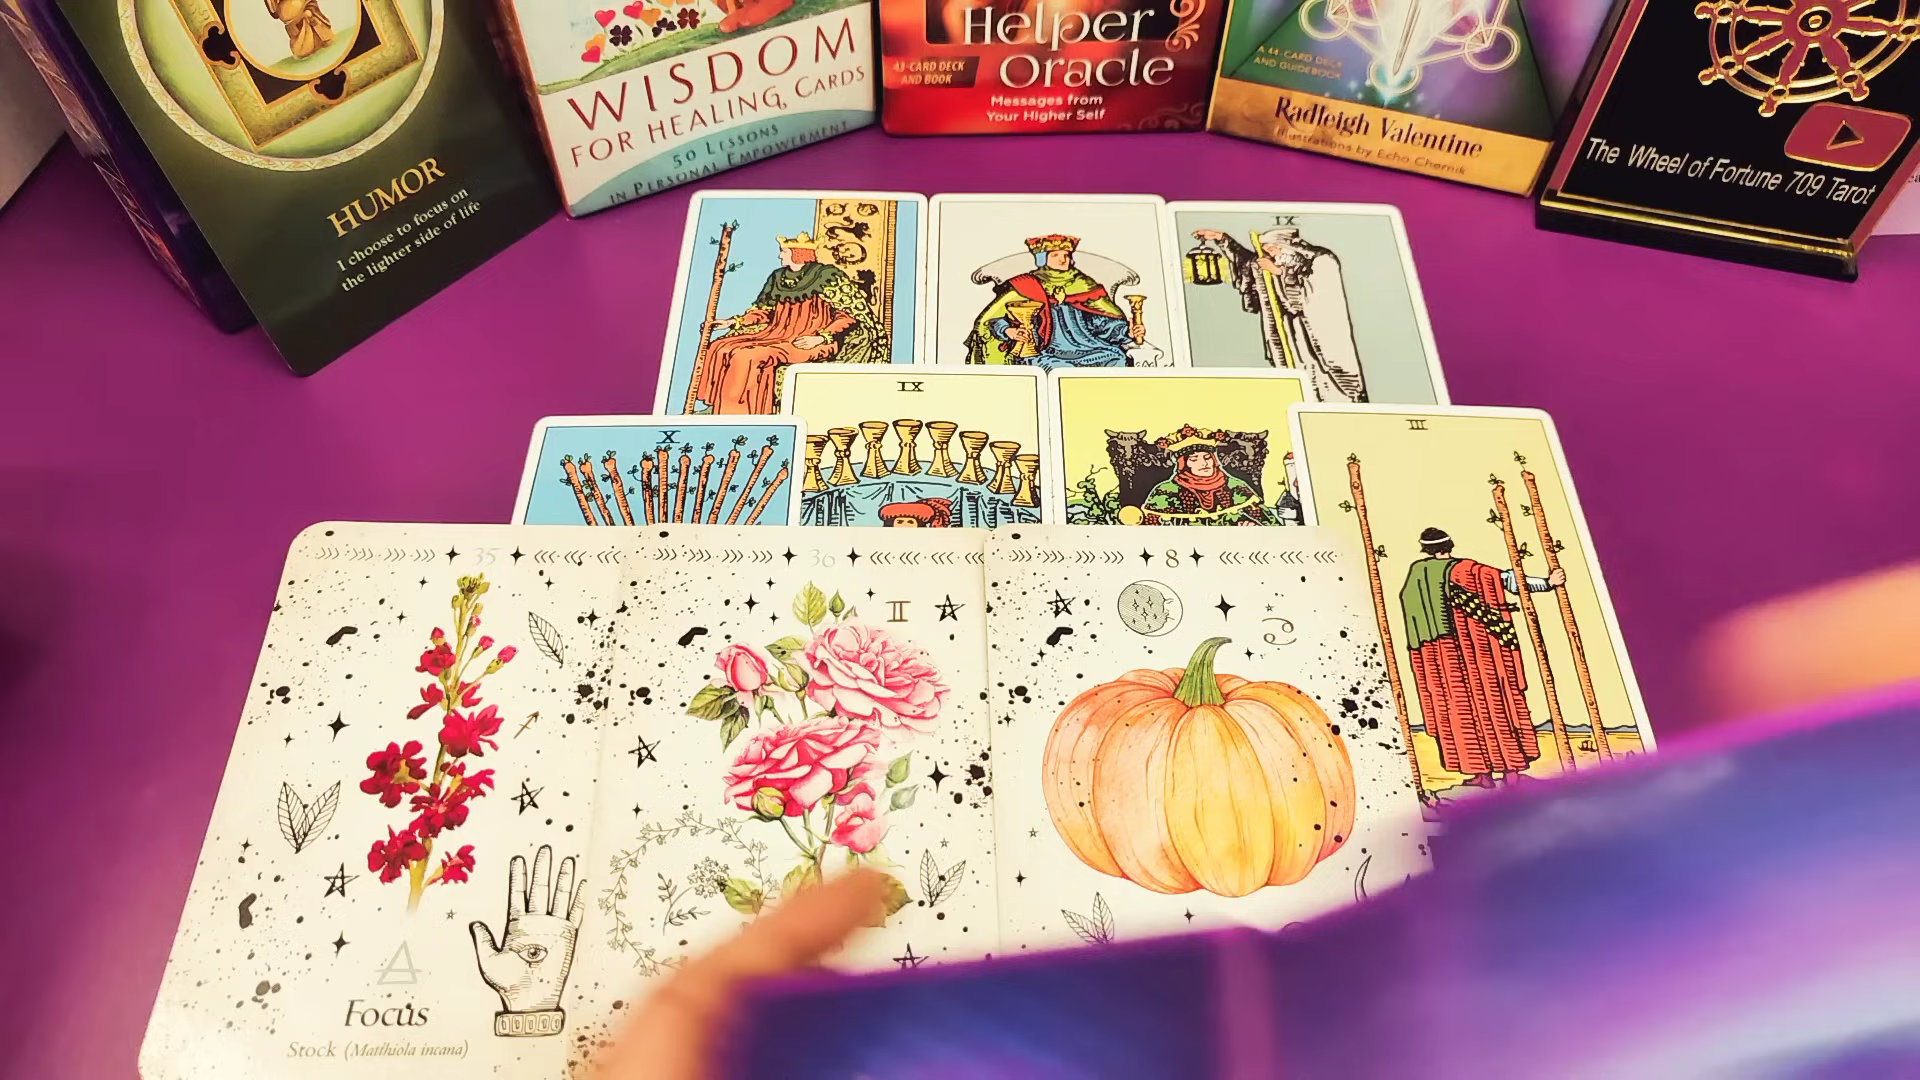 HUMOR
I choose to focus on
the lighter side of life
WISDOM
FOR HEALING CARDS
50 LESSONS
IN PERSONAL EMPOWERMENT
Helper
Oracle
43-CARD DECK
AND BOOK
Messages from
Your Higher Self
A 44-CARD DECK
AND GUIDEBOOK
Radleigh Valentine
Illustrations by Echo Chernik
The Wheel of Fortune 709 Tarot
IX
IX
X
III
35
36
8
Focus
Stock (Matthiola incana)